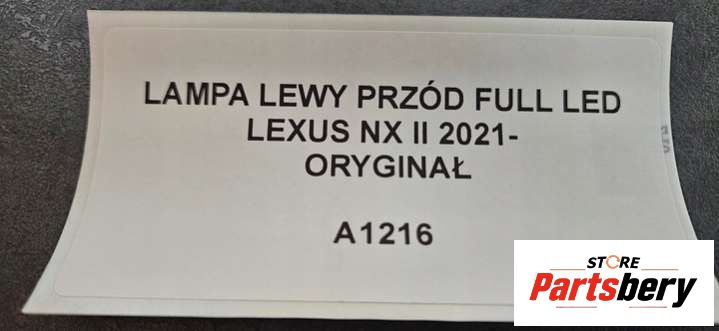 LAMPA LEWY PRZÓD FULL LED
LEXUS NX II 2021-
ORYGINAŁ
A1216
STORE
Partsbery